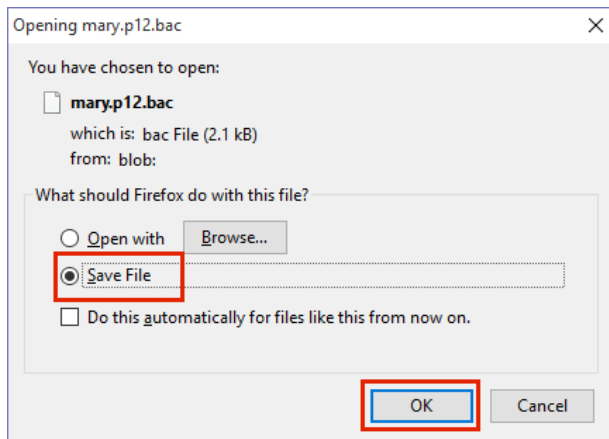 Opening mary.p12.bac
You have chosen to open:
mary.p12.bac
which is: bac File (2.1 kB)
from: blob:
What should Firefox do with this file?
Open with Browse...
Save File
Do this automatically for files like this from now on.
OK Cancel